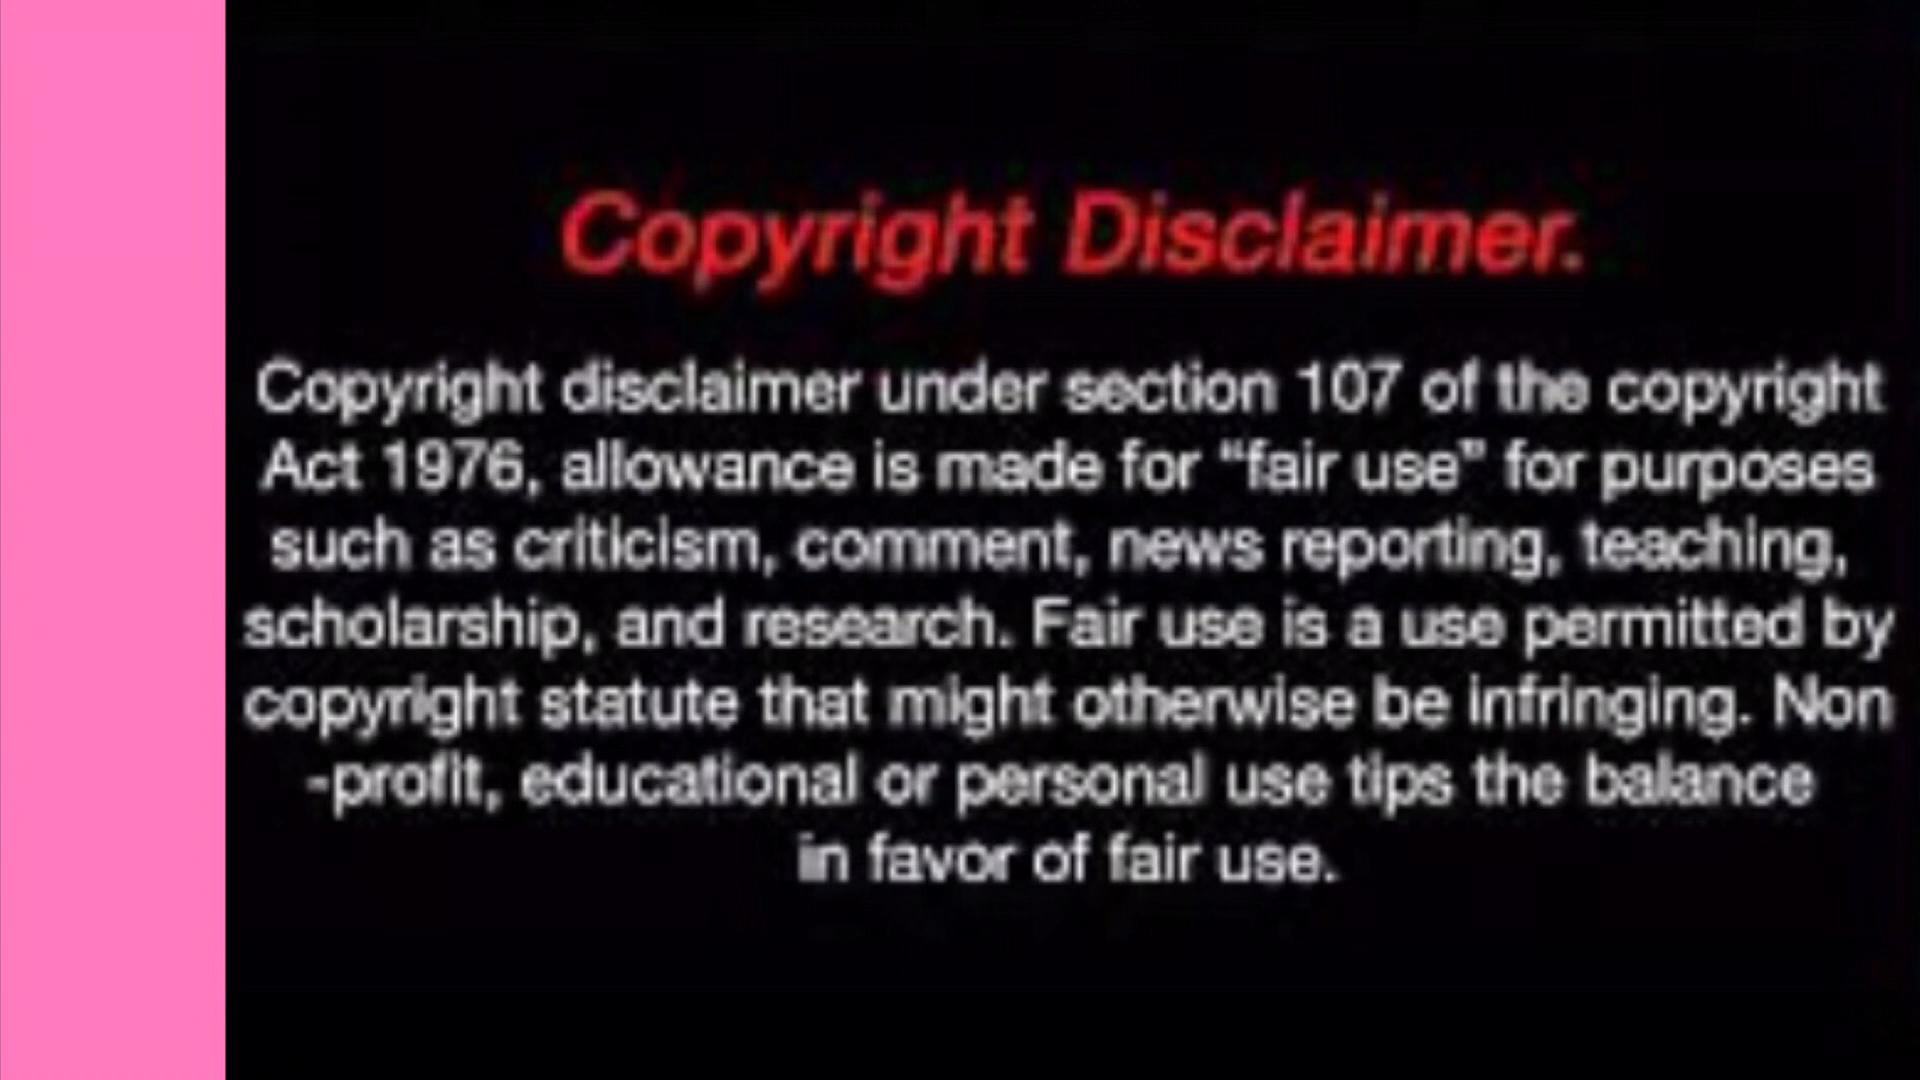 Copyright Disclaimer.
Copyright disclaimer under section 107 of the copyright
Act 1976, allowance is made for “fair use” for purposes
such as criticism, comment, news reporting, teaching,
scholarship, and research. Fair use is a use permitted by
copyright statute that might otherwise be infringing. Non
-profit, educational or personal use tips the balance
in favor of fair use.